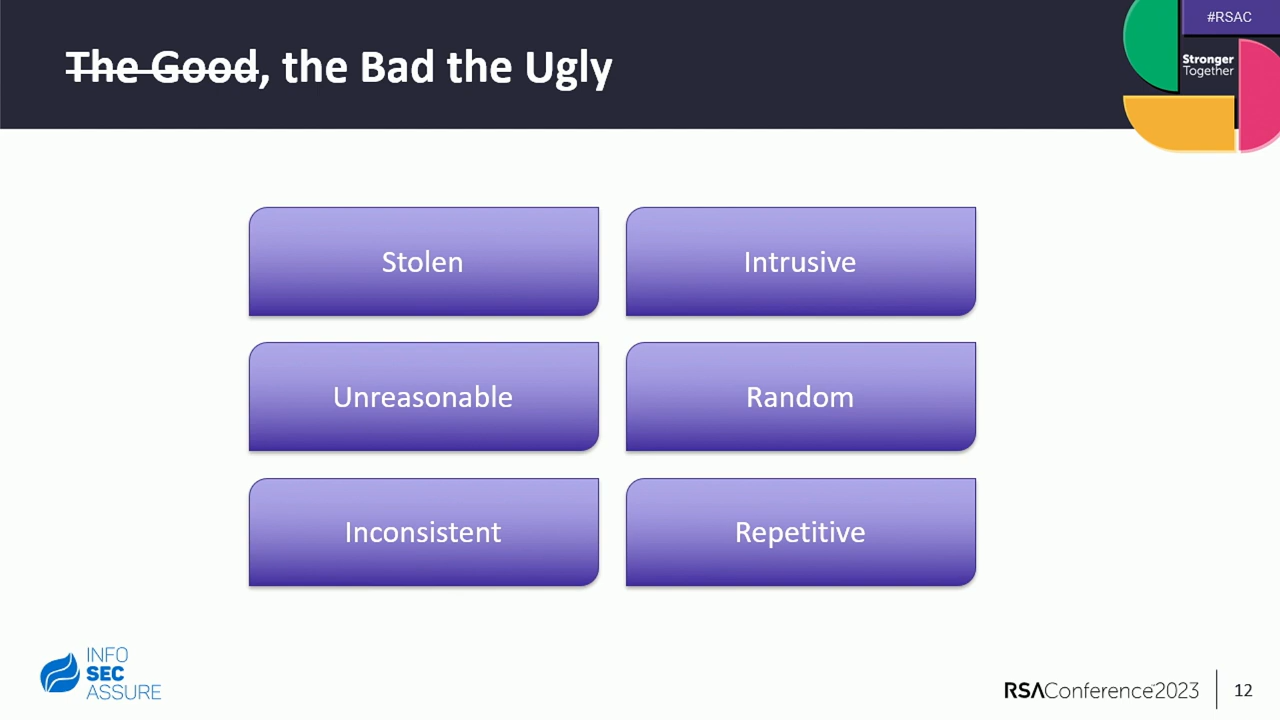 #RSAC
The Good, the Bad the Ugly
Stronger
Together
Stolen
Intrusive
Unreasonable
Random
Inconsistent
Repetitive
INFO
SEC
ASSURE
RSAConference™2023
12